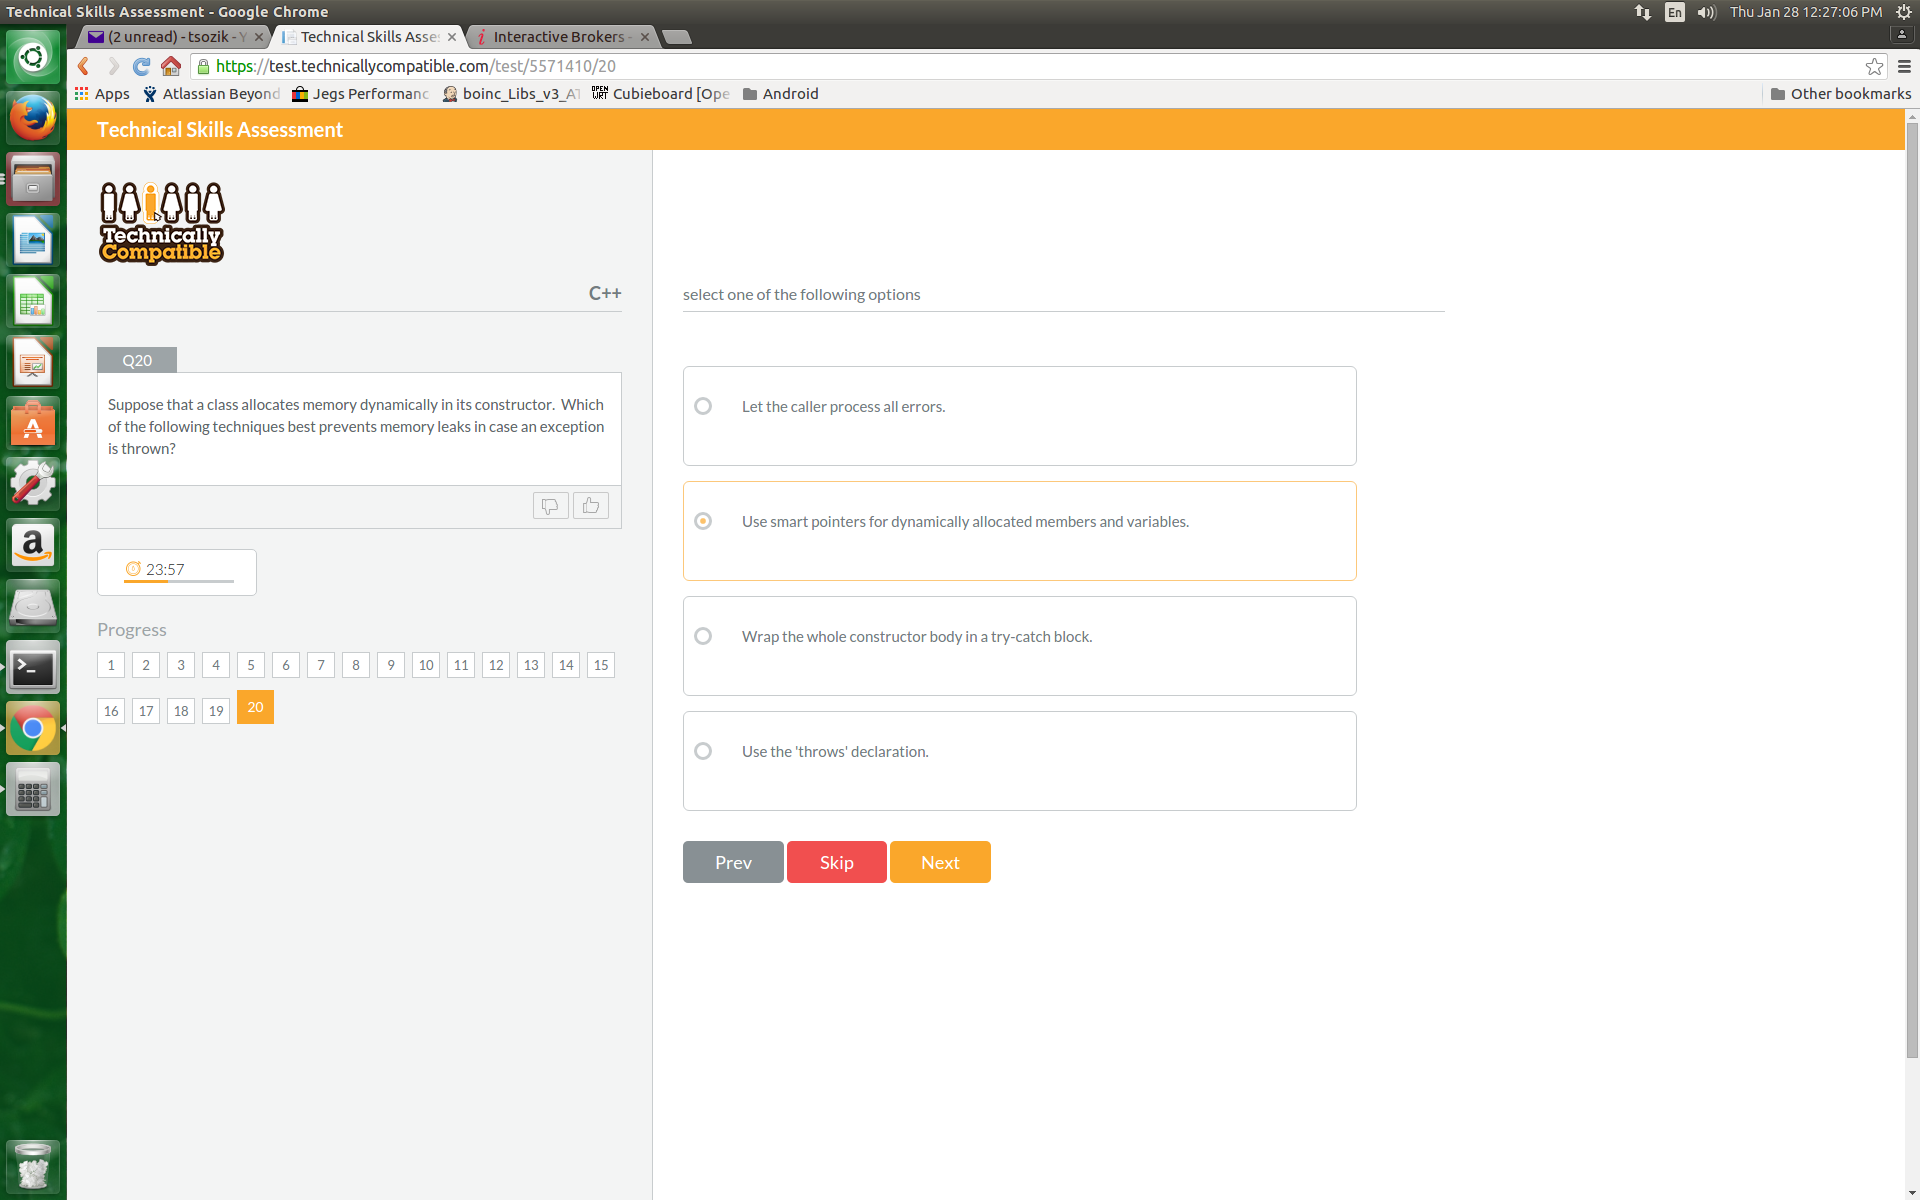 Technical Skills Assessment - Google Chrome
En
Thu Jan 28 12:27:06 PM
(2 unread) - tsozik - Y
Technical Skills Asses
Interactive Brokers -
https://test.technicallycompatible.com/test/5571410/20
Apps
Atlassian Beyond
Jegs Performanc
boinc_Libs_v3_AT
OPEN WRT
Cubieboard [Ope
Android
Other bookmarks
Technical Skills Assessment
Technically
Compatible
C++
select one of the following options
Q20
Suppose that a class allocates memory dynamically in its constructor. Which
of the following techniques best prevents memory leaks in case an exception
is thrown?
Let the caller process all errors.
Use smart pointers for dynamically allocated members and variables.
Wrap the whole constructor body in a try-catch block.
Use the 'throws' declaration.
23:57
Progress
1 2 3 4 5 6 7 8 9 10 11 12 13 14 15
16 17 18 19 20
Prev Skip Next